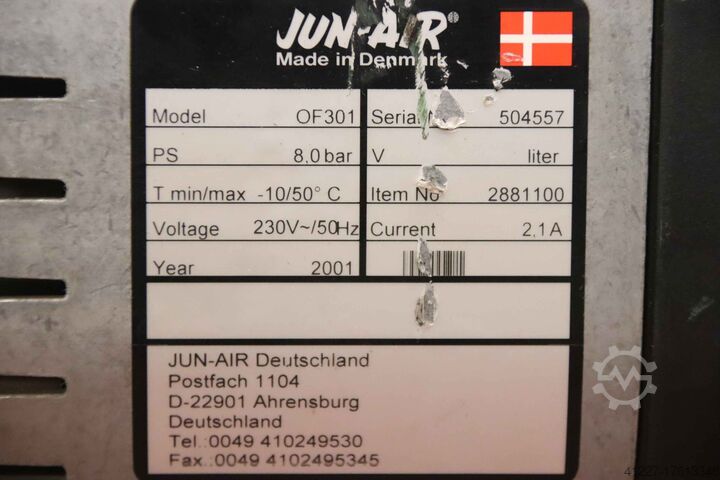 JUN-AIR
Made in Denmark
Model OF301 Serial 504557
PS 8,0 bar V liter
T min/max -10/50° C Item No 2881100
Voltage 230V~/50Hz Current 2,1 A
Year 2001
JUN-AIR Deutschland
Postfach 1104
D-22901 Ahrensburg
Deutschland
Tel.:0049 410249530
Fax.:0049 4102495345